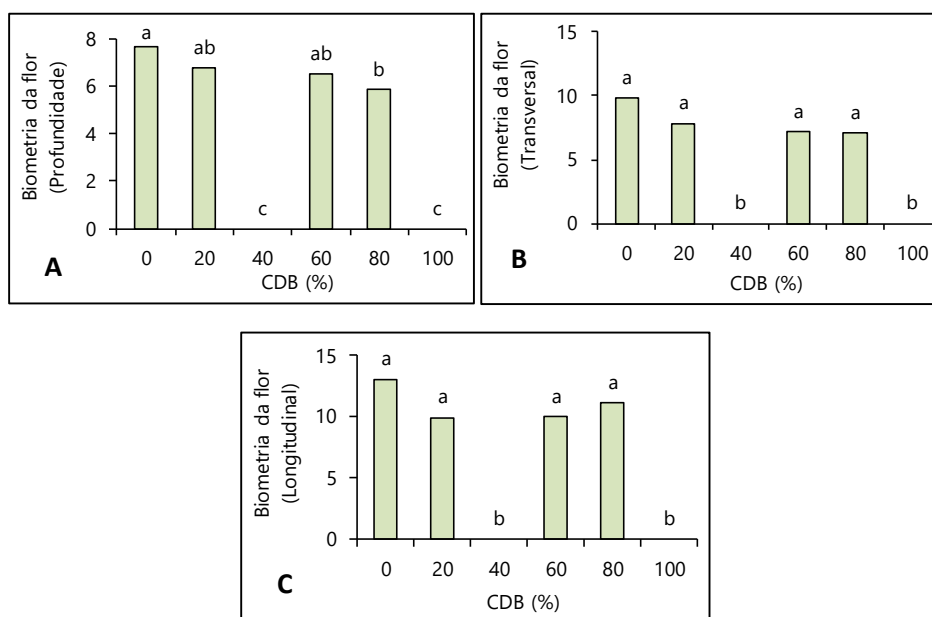 Biometria da flor
(Profundidade)
8
6
4
2
0
a
ab
c
ab
b
c
0 20 40 60 80 100
CDB (%)
A
Biometria da flor
(Transversal)
15
10
5
0
a
a
b
a
a
b
0 20 40 60 80 100
CDB (%)
B
Biometria da flor
(Longitudinal)
15
10
5
0
a
a
b
a
a
b
0 20 40 60 80 100
CDB (%)
C